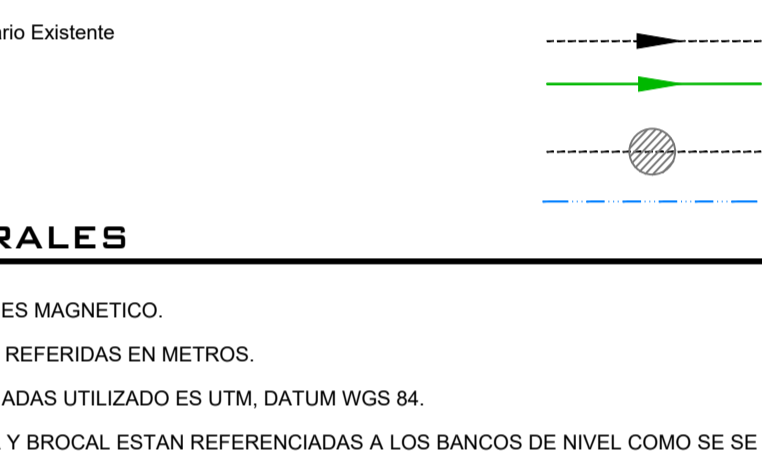 rio Existente
RALES
ES MAGNETICO.
REFERIDAS EN METROS.
ADAS UTILIZADO ES UTM, DATUM WGS 84.
Y BROCAL ESTAN REFERENCIADAS A LOS BANCOS DE NIVEL COMO SE SE